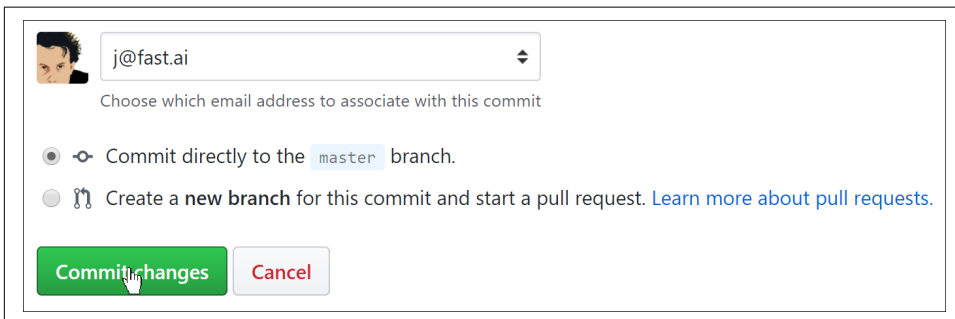 j@fast.ai
Choose which email address to associate with this commit
Commit directly to the master branch.
Create a new branch for this commit and start a pull request. Learn more about pull requests.
Commit changes Cancel